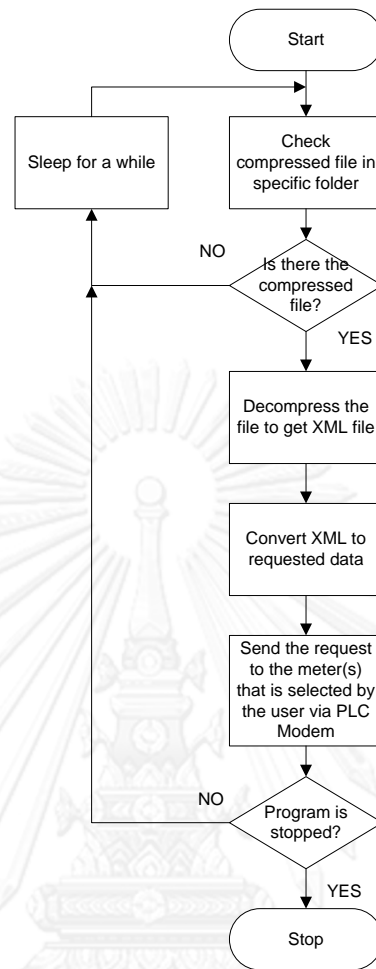 Start
Sleep for a while
Check
compressed file in
specific folder
NO
Is there the
compressed
file?
YES
Decompress the
file to get XML file
Convert XML to
requested data
Send the request
to the meter(s)
that is selected by
the user via PLC
Modem
NO
Program is
stopped?
YES
Stop